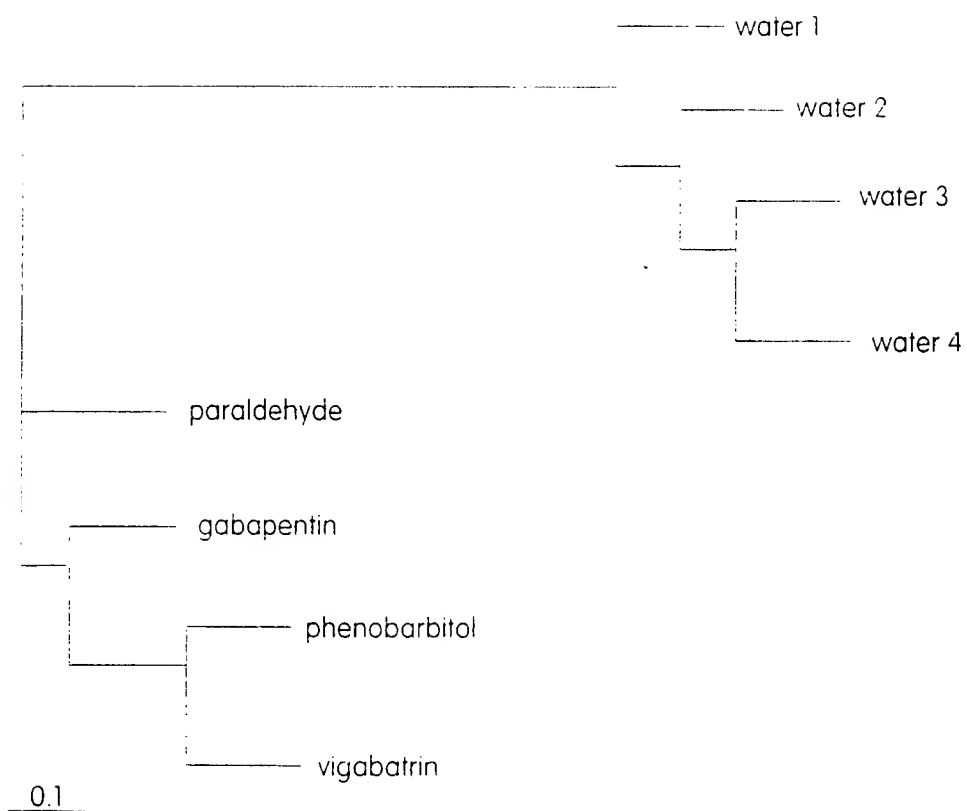 water 1
water 2
water 3
water 4
paraldehyde
gabapentin
phenobarbitol
vigabatrin
0.1